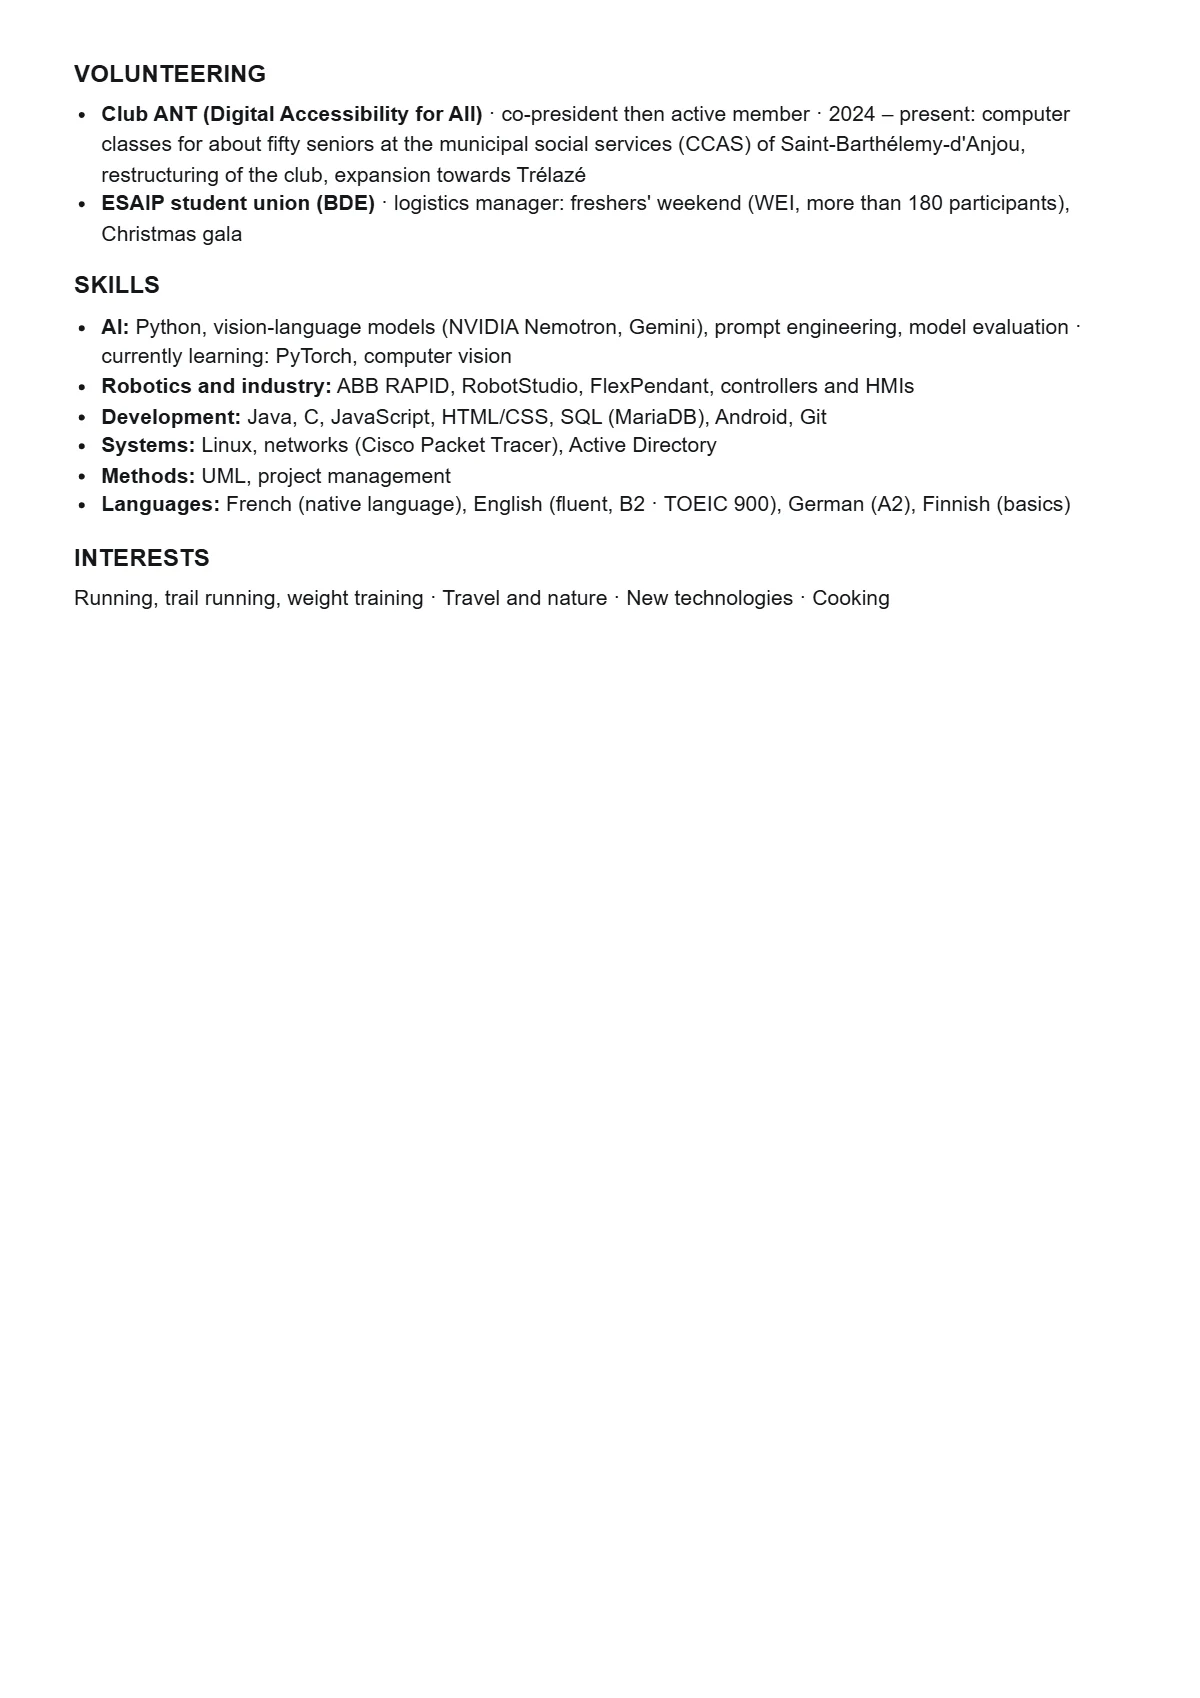 VOLUNTEERING
• Club ANT (Digital Accessibility for All) · co-president then active member · 2024 – present: computer
classes for about fifty seniors at the municipal social services (CCAS) of Saint-Barthélemy-d'Anjou,
restructuring of the club, expansion towards Trélazé
• ESAIP student union (BDE) · logistics manager: freshers' weekend (WEI, more than 180 participants),
Christmas gala
SKILLS
• AI: Python, vision-language models (NVIDIA Nemotron, Gemini), prompt engineering, model evaluation ·
currently learning: PyTorch, computer vision
• Robotics and industry: ABB RAPID, RobotStudio, FlexPendant, controllers and HMIs
• Development: Java, C, JavaScript, HTML/CSS, SQL (MariaDB), Android, Git
• Systems: Linux, networks (Cisco Packet Tracer), Active Directory
• Methods: UML, project management
• Languages: French (native language), English (fluent, B2 · TOEIC 900), German (A2), Finnish (basics)
INTERESTS
Running, trail running, weight training · Travel and nature · New technologies · Cooking